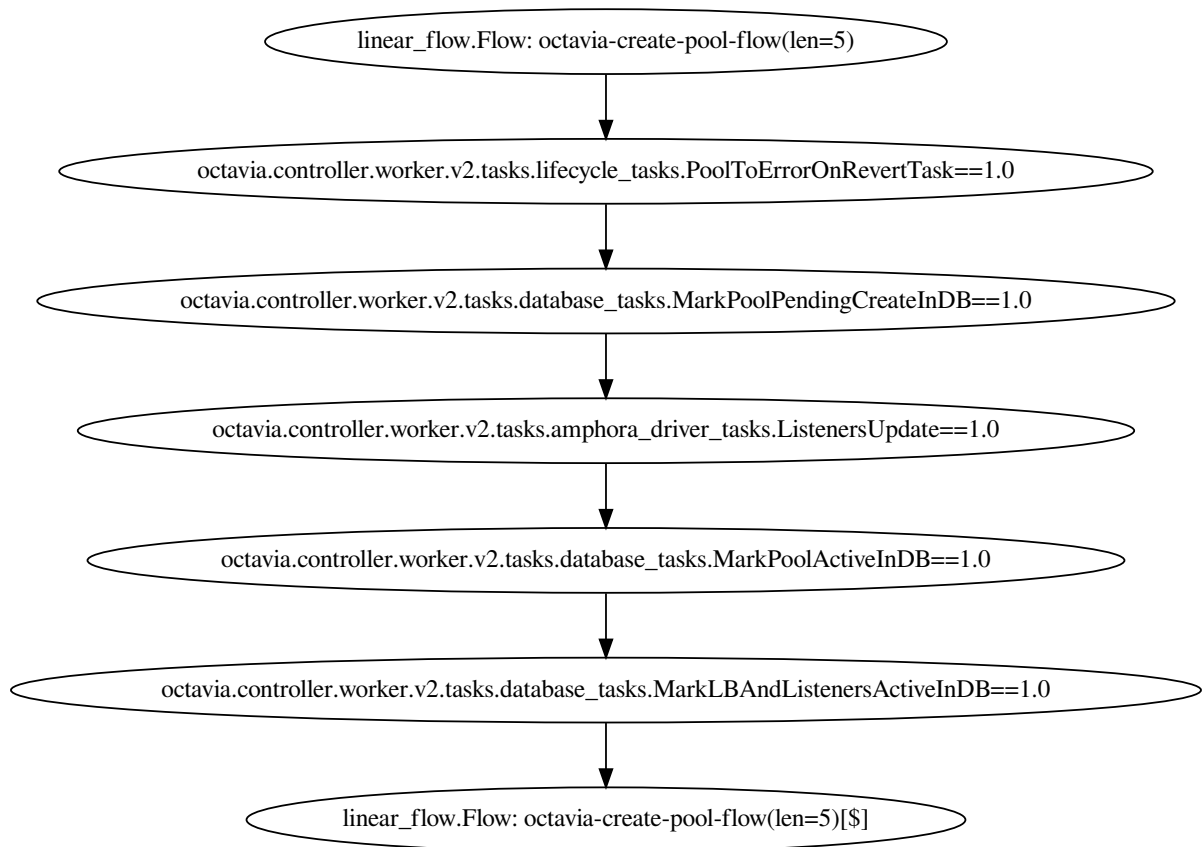 linear_flow.Flow: octavia-create-pool-flow(len=5)
octavia.controller.worker.v2.tasks.lifecycle_tasks.PoolToErrorOnRevertTask==1.0
octavia.controller.worker.v2.tasks.database_tasks.MarkPoolPendingCreateInDB==1.0
octavia.controller.worker.v2.tasks.amphora_driver_tasks.ListenersUpdate==1.0
octavia.controller.worker.v2.tasks.database_tasks.MarkPoolActiveInDB==1.0
octavia.controller.worker.v2.tasks.database_tasks.MarkLBAndListenersActiveInDB==1.0
linear_flow.Flow: octavia-create-pool-flow(len=5)[$]